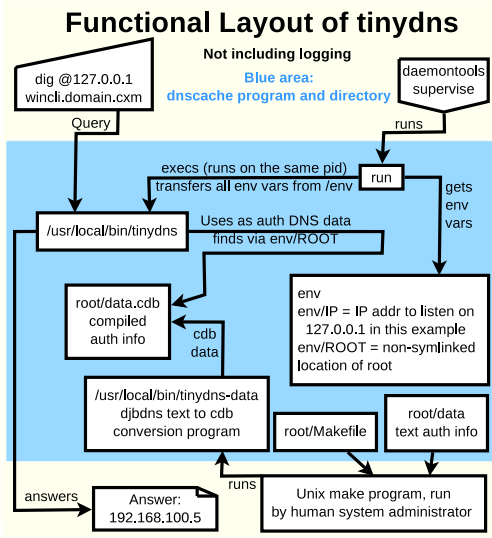 Functional Layout of tinydns
Not including logging
Blue area:
dnscache program and directory
dig @127.0.0.1
wincli.domain.cxm
daemontools
supervise
Query
runs
execs (runs on the same pid)
transfers all env vars from /env
run
gets
env
vars
/usr/local/bin/tinydns
Uses as auth DNS data
finds via env/ROOT
root/data.cdb
compiled
auth info
env
env/IP = IP addr to listen on
127.0.0.1 in this example
env/ROOT = non-symlinked
location of root
cdb
data
/usr/local/bin/tinydns-data
djbdns text to cdb
conversion program
root/Makefile
root/data
text auth info
answers
Answer:
192.168.100.5
runs
Unix make program, run
by human system administrator